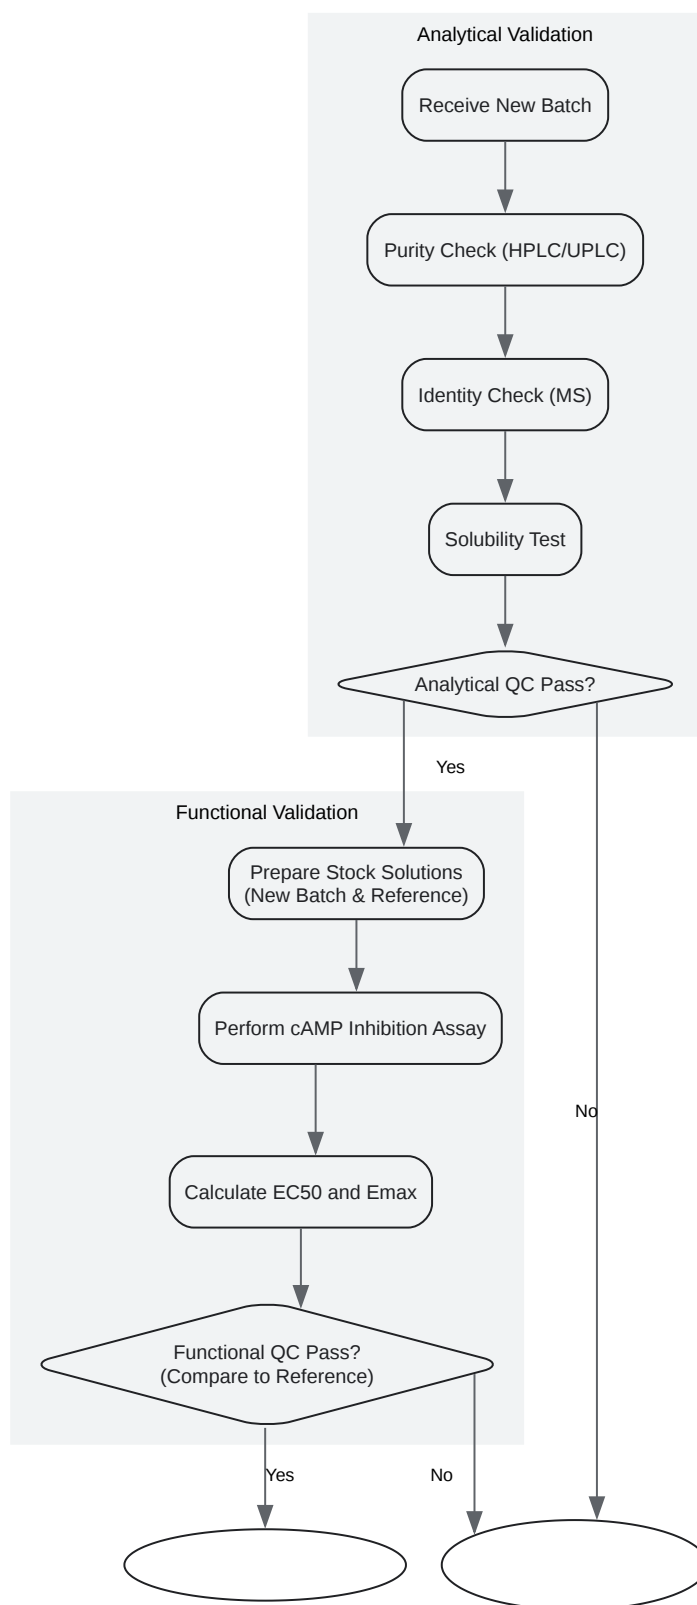 Analytical Validation
Receive New Batch
Purity Check (HPLC/UPLC)
Identity Check (MS)
Solubility Test
Analytical QC Pass?
Yes
Functional Validation
Prepare Stock Solutions
(New Batch & Reference)
Perform cAMP Inhibition Assay
No
Calculate EC50 and Emax
Functional QC Pass?
(Compare to Reference)
Yes
No